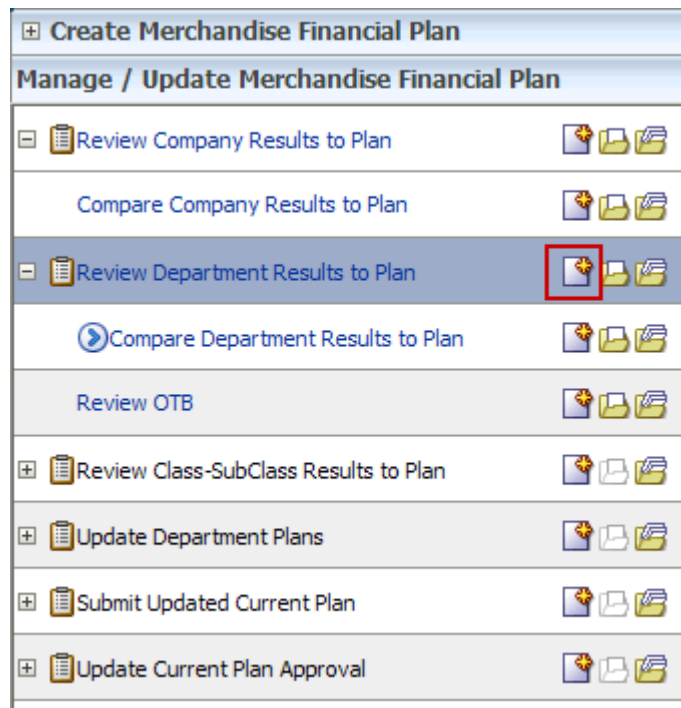 Create Merchandise Financial Plan
Manage / Update Merchandise Financial Plan
Review Company Results to Plan
Compare Company Results to Plan
Review Department Results to Plan
Compare Department Results to Plan
Review OTB
Review Class-SubClass Results to Plan
Update Department Plans
Submit Updated Current Plan
Update Current Plan Approval